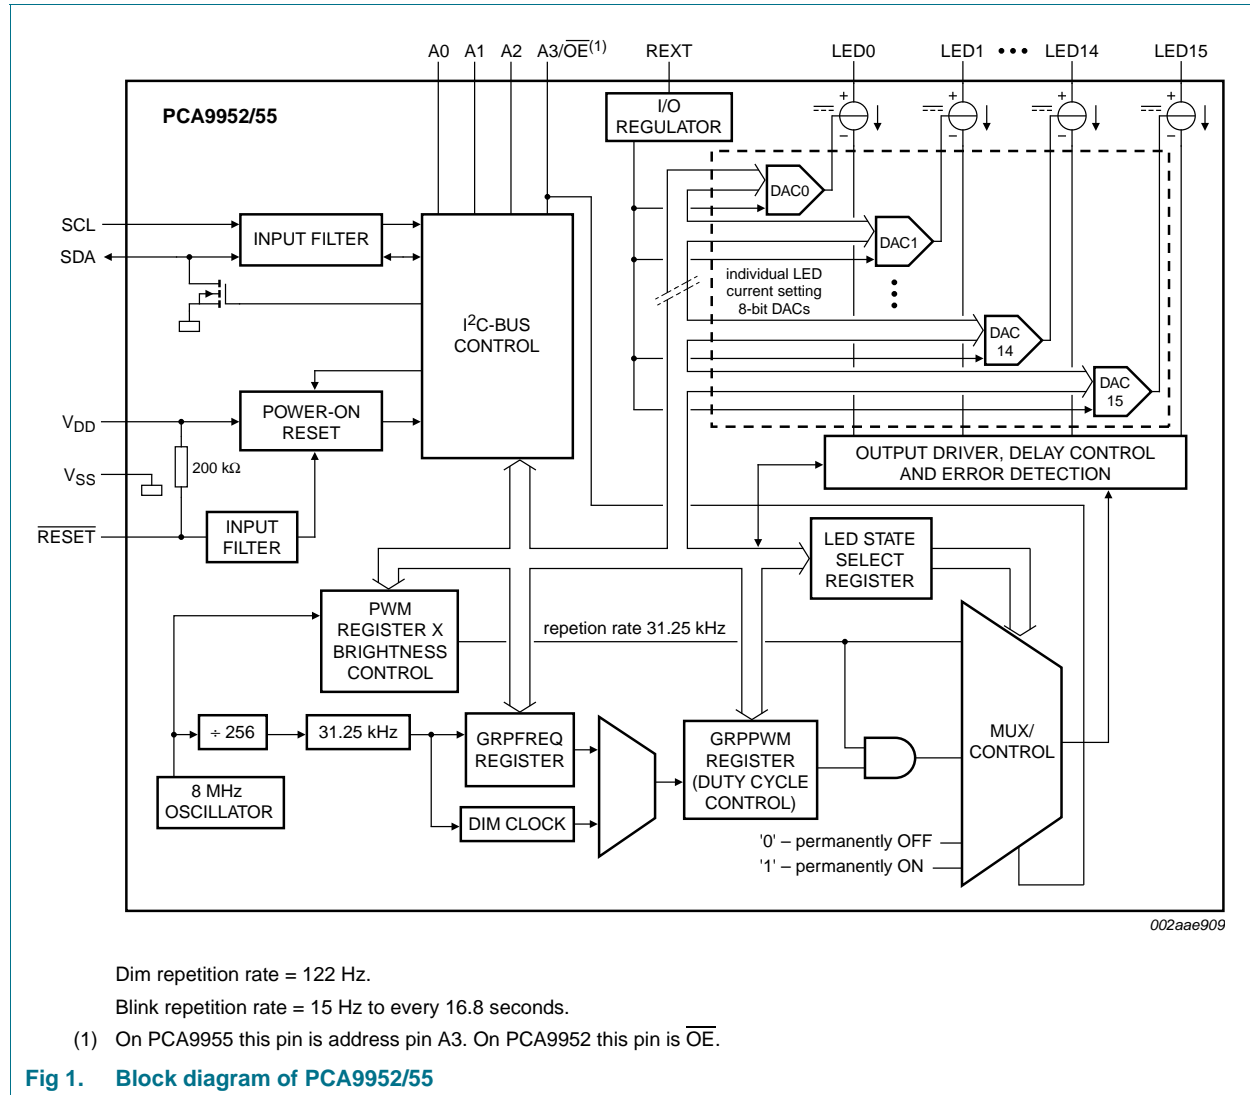 A0 A1 A2 A3/OE(1) REXT LED0 LED1 ••• LED14 LED15
PCA9952/55
I/O
REGULATOR
+ + + +
− − − −
DAC0
SCL
INPUT FILTER
SDA
DAC1
individual LED
current setting
8-bit DACs
I2C-BUS
CONTROL
DAC
14
DAC
15
VDD
POWER-ON
RESET
200 kΩ
VSS
OUTPUT DRIVER, DELAY CONTROL
AND ERROR DETECTION
RESET
INPUT
FILTER
LED STATE
SELECT
REGISTER
PWM
REGISTER X
BRIGHTNESS
CONTROL
repetion rate 31.25 kHz
÷ 256
31.25 kHz
GRPFREQ
REGISTER
GRPPWM
REGISTER
(DUTY CYCLE
CONTROL)
MUX/
CONTROL
8 MHz
OSCILLATOR
DIM CLOCK
'0' – permanently OFF
'1' – permanently ON
002aae909
Dim repetition rate = 122 Hz.
Blink repetition rate = 15 Hz to every 16.8 seconds.
(1) On PCA9955 this pin is address pin A3. On PCA9952 this pin is OE.
Fig 1. Block diagram of PCA9952/55